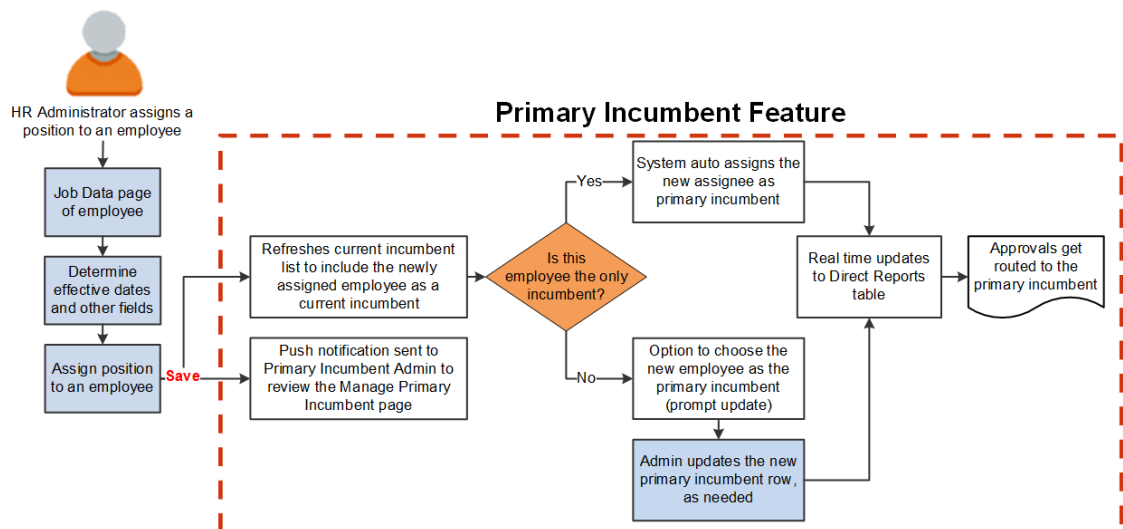 HR Administrator assigns a
position to an employee
Job Data page
of employee
Determine
effective dates
and other fields
Assign position
to an employee
Save
Primary Incumbent Feature
Refreshes current incumbent
list to include the newly
assigned employee as a
current incumbent
Push notification sent to
Primary Incumbent Admin to
review the Manage Primary
Incumbent page
Is this
employee the only
incumbent?
Yes
System auto assigns the
new assignee as
primary incumbent
No
Option to choose the
new employee as the
primary incumbent
(prompt update)
Admin updates the new
primary incumbent row,
as needed
Real time updates
to Direct Reports
table
Approvals get
routed to the
primary incumbent